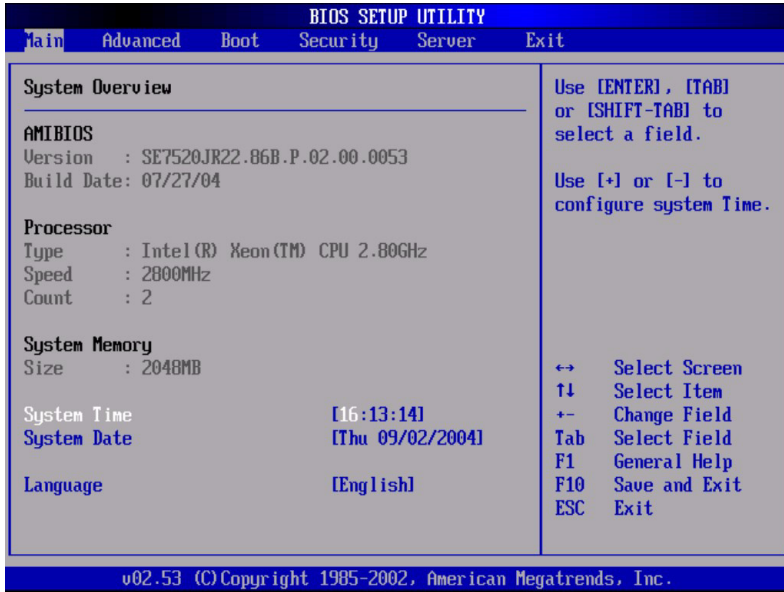 BIOS SETUP UTILITY
Main Advanced Boot Security Server Exit
System Overview
AMIBIOS
Version : SE7520JR22.86B.P.02.00.0053
Build Date: 07/27/04
Processor
Type : Intel(R) Xeon(TM) CPU 2.80GHz
Speed : 2800MHz
Count : 2
System Memory
Size : 2048MB
System Time [16:13:14]
System Date [Thu 09/02/2004]
Language [English]
Use [ENTER], [TAB]
or [SHIFT-TAB] to
select a field.
Use [+] or [-] to
configure system Time.
↔ Select Screen
↑↓ Select Item
+- Change Field
Tab Select Field
F1 General Help
F10 Save and Exit
ESC Exit
v02.53 (C)Copyright 1985-2002, American Megatrends, Inc.